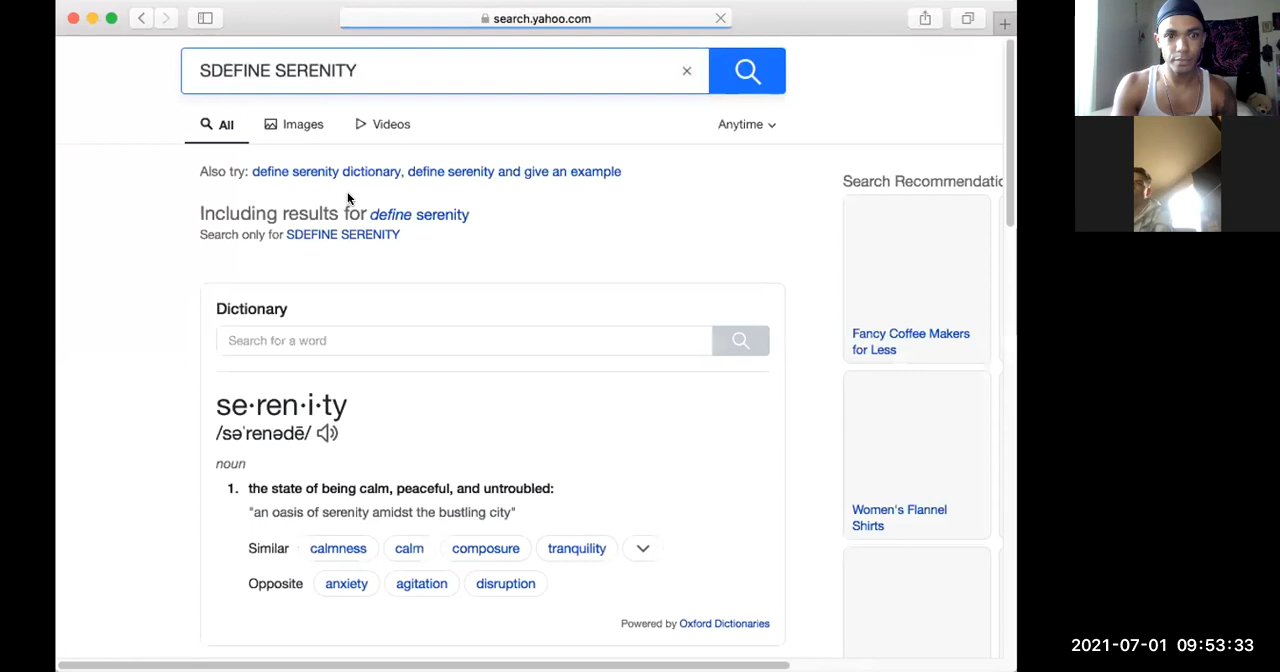 search.yahoo.com
SDEFINE SERENITY
All Images Videos Anytime
Also try: define serenity dictionary, define serenity and give an example
Including results for define serenity
Search only for SDEFINE SERENITY
Dictionary
Search for a word
se·ren·i·ty
/səˈrenədē/
noun
1. the state of being calm, peaceful, and untroubled:
"an oasis of serenity amidst the bustling city"
Similar calmness calm composure tranquility
Opposite anxiety agitation disruption
Powered by Oxford Dictionaries
Search Recommendatio
Fancy Coffee Makers
for Less
Women's Flannel
Shirts
2021-07-01 09:53:33